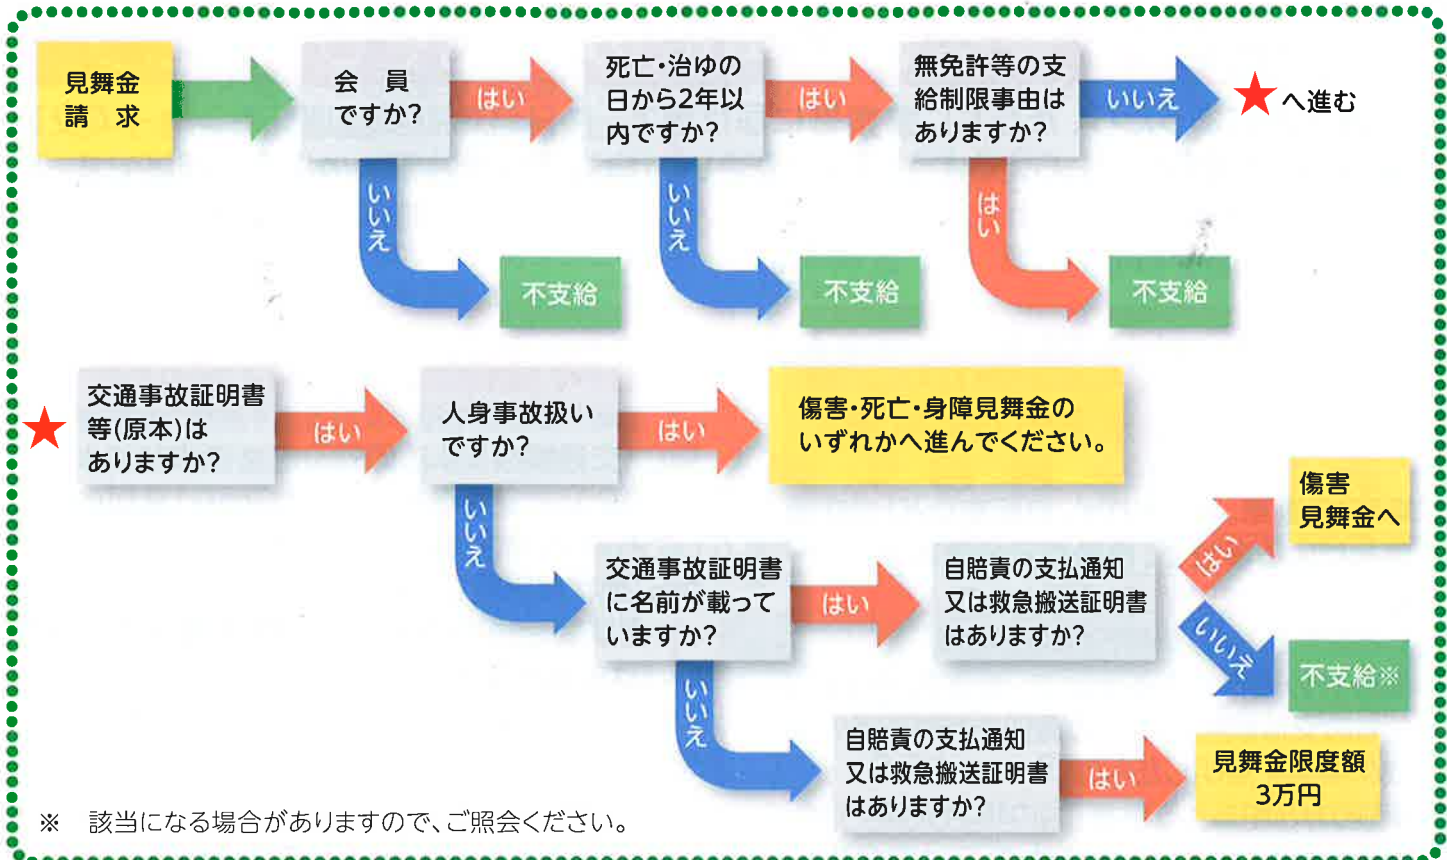 見舞金
請　求
会　員
ですか?
はい
死亡・治ゆの
日から2年以
内ですか?
はい
無免許等の支
給制限事由は
ありますか?
いいえ
★へ進む
いいえ
不支給
いいえ
不支給
はい
不支給
★
交通事故証明書
等(原本)は
ありますか?
はい
人身事故扱い
ですか?
はい
傷害・死亡・身障見舞金の
いずれかへ進んでください。
いいえ
交通事故証明書
に名前が載って
いますか?
はい
自賠責の支払通知
又は救急搬送証明書
はありますか?
はい
傷害
見舞金へ
いいえ
不支給※
いいえ
自賠責の支払通知
又は救急搬送証明書
はありますか?
はい
見舞金限度額
3万円
※　該当になる場合がありますので、ご照会ください。